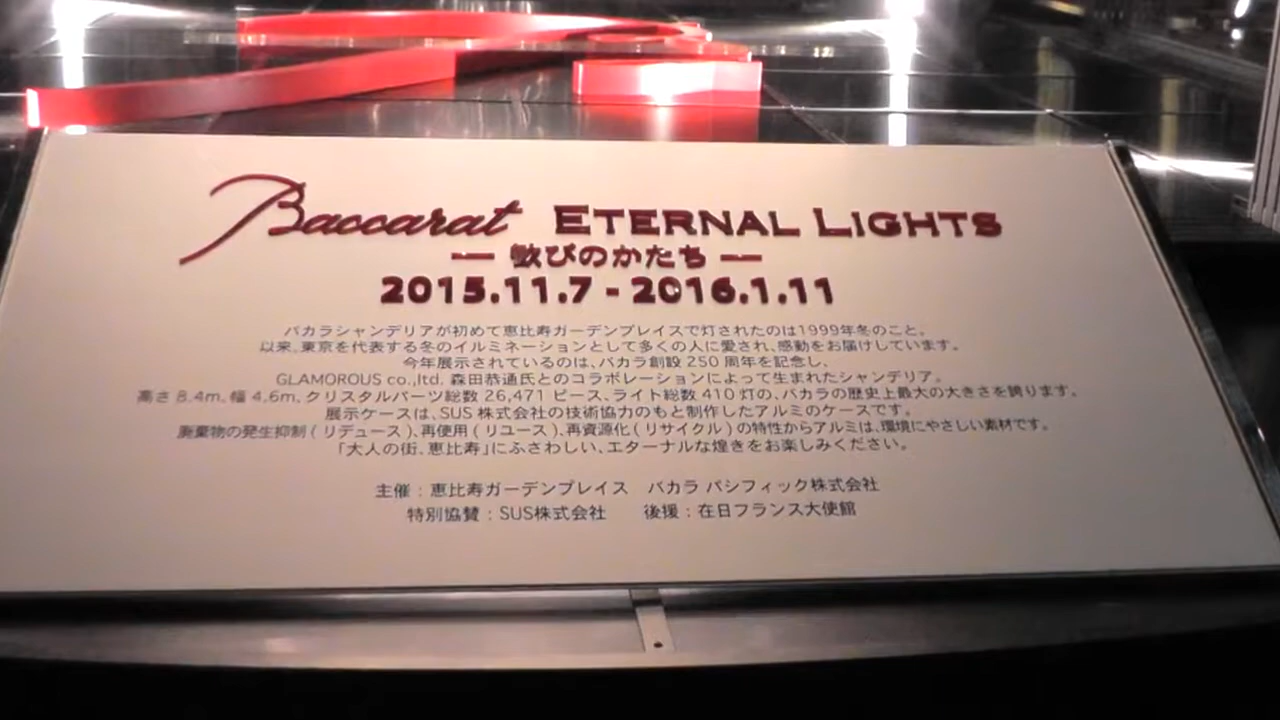 Baccarat ETERNAL LIGHTS
— 歓びのかたち —
2015.11.7 - 2016.1.11
バカラシャンデリアが初めて恵比寿ガーデンプレイスで灯されたのは1999年冬のこと。
以来、東京を代表する冬のイルミネーションとして多くの人に愛され、感動をお届けしています。
今年展示されているのは、バカラ創設 250 周年を記念し、
GLAMOROUS co.,ltd. 森田恭通氏とのコラボレーションによって生まれたシャンデリア。
高さ 8.4m、幅 4.6m、クリスタルパーツ総数 26,471 ピース、ライト総数 410 灯の、バカラの歴史上最大の大きさを誇ります。
展示ケースは、SUS 株式会社の技術協力のもと制作したアルミのケースです。
廃棄物の発生抑制 ( リデュース )、再使用 ( リユース )、再資源化 ( リサイクル ) の特性からアルミは、環境にやさしい素材です。
「大人の街、恵比寿」にふさわしい、エターナルな煌きをお楽しみください。
主催：恵比寿ガーデンプレイス　バカラ パシフィック株式会社
特別協賛：SUS株式会社　　後援：在日フランス大使館